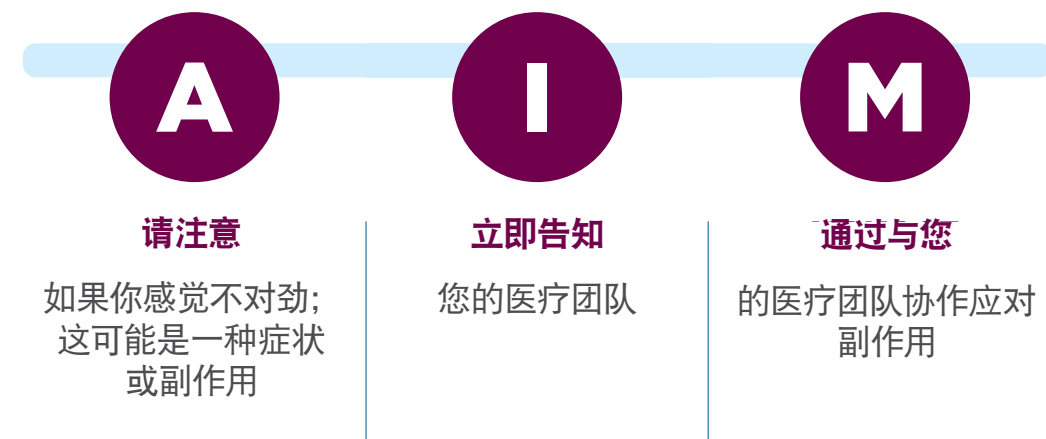 A
I
M
请注意
如果你感觉不对劲;
这可能是一种症状
或副作用
立即告知
您的医疗团队
通过与您
的医疗团队协作应对
副作用